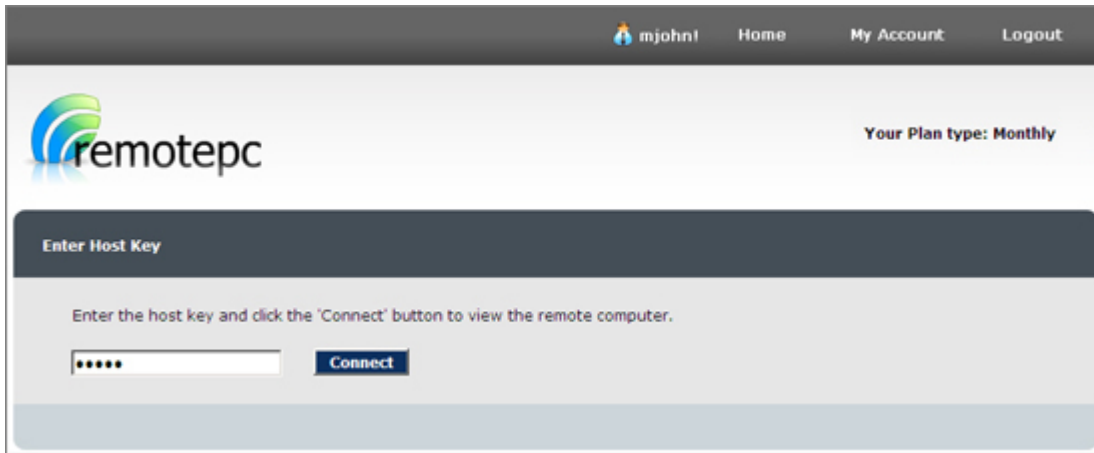 mjohn! Home My Account Logout
remotepc
Your Plan type: Monthly
Enter Host Key
Enter the host key and click the 'Connect' button to view the remote computer.
••••• Connect